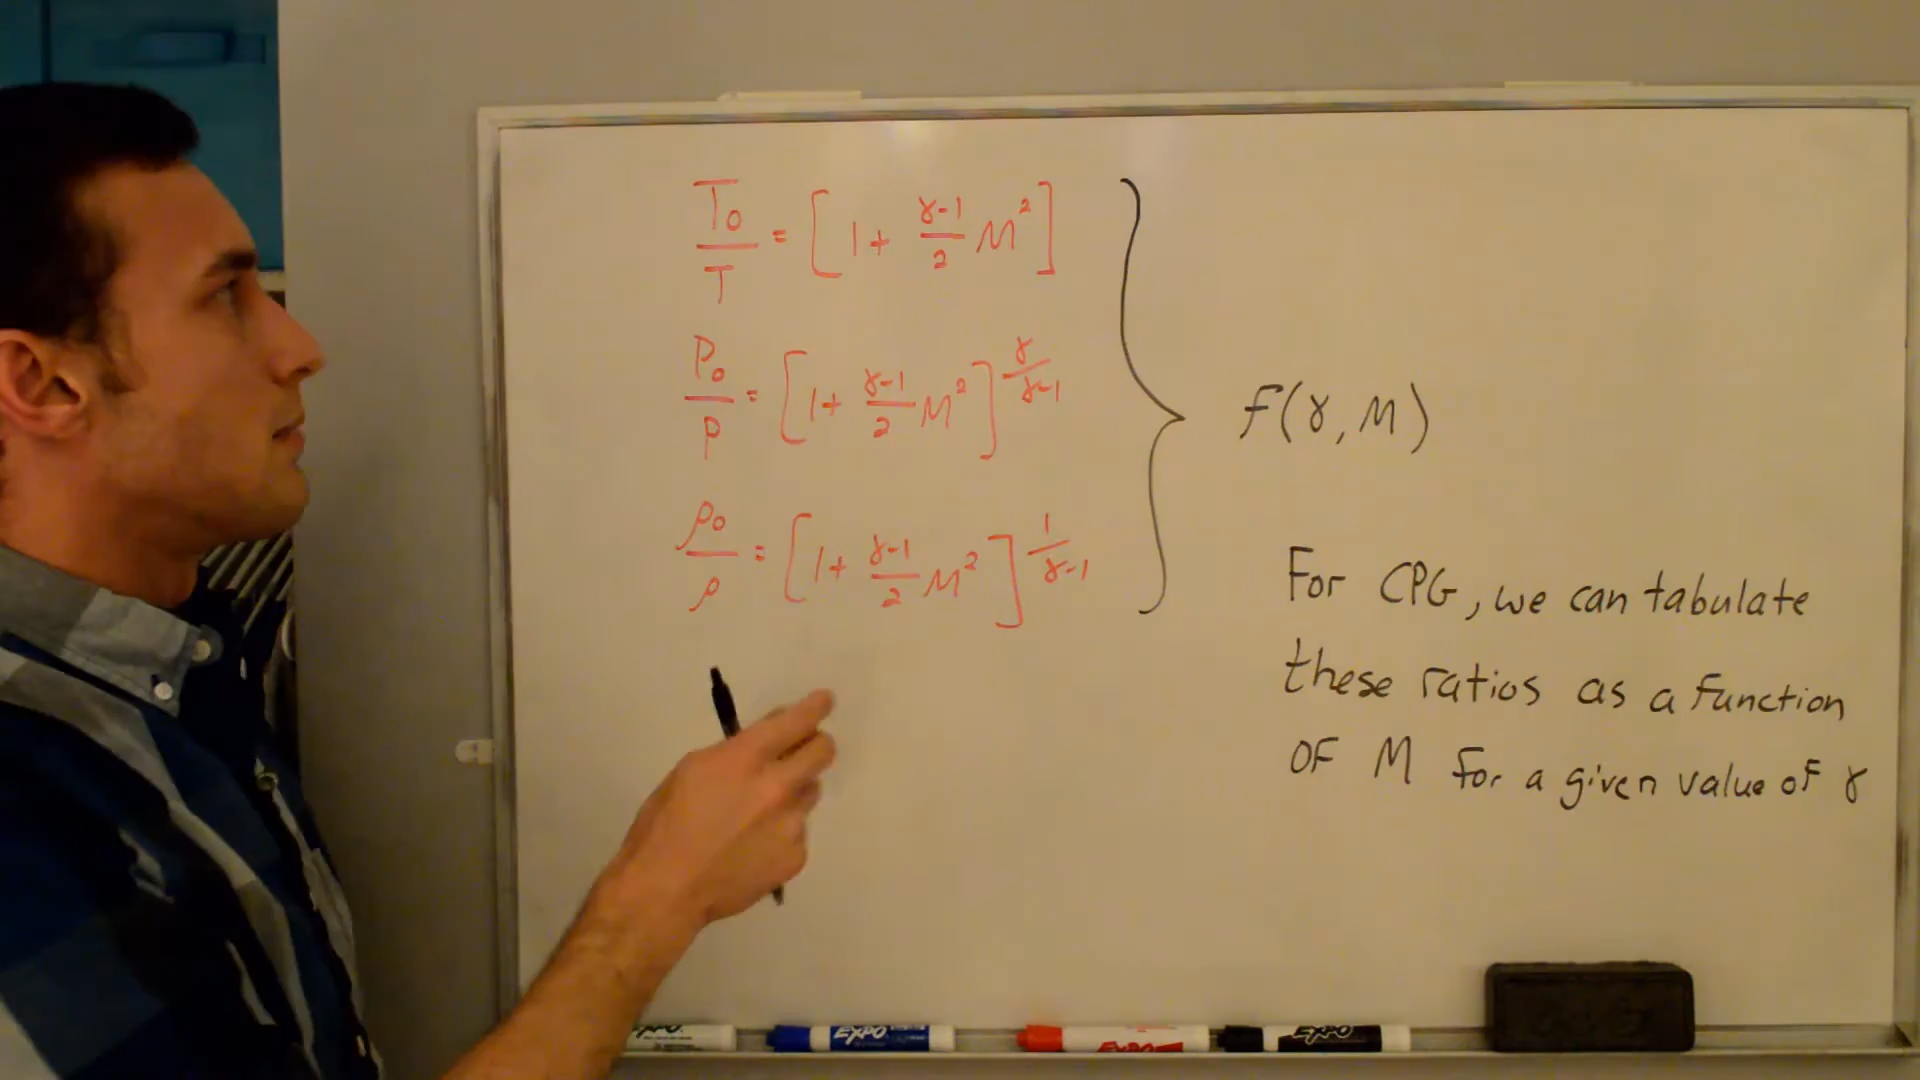 T₀/T = [1 + γ-1/2 M²]
P₀/P = [1 + γ-1/2 M²]^γ/γ-1
ρ₀/ρ = [1 + γ-1/2 M²]^1/γ-1
f(γ, M)
For CPG, we can tabulate
these ratios as a function
of M for a given value of γ
EXPO
EXPO
EXPO
EXPO